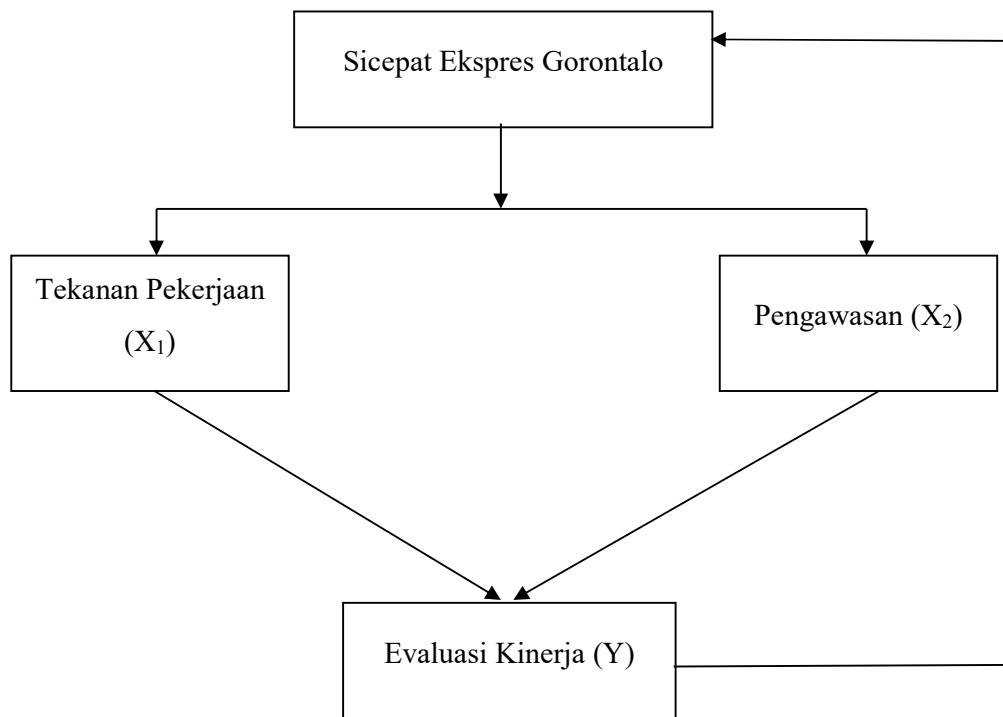 Sicepat Ekspres Gorontalo
Tekanan Pekerjaan
(X₁)
Pengawasan (X₂)
Evaluasi Kinerja (Y)